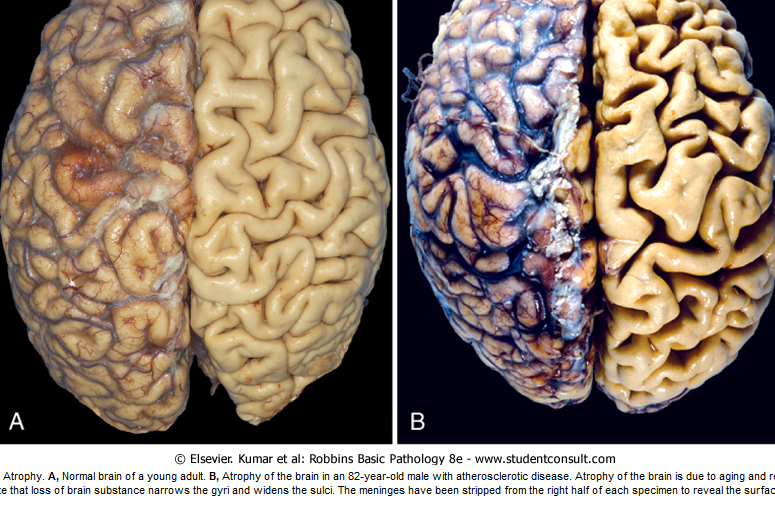 A
B
© Elsevier. Kumar et al: Robbins Basic Pathology 8e - www.studentconsult.com
Atrophy. A, Normal brain of a young adult. B, Atrophy of the brain in an 82-year-old male with atherosclerotic disease. Atrophy of the brain is due to aging and
that loss of brain substance narrows the gyri and widens the sulci. The meninges have been stripped from the right half of each specimen to reveal the